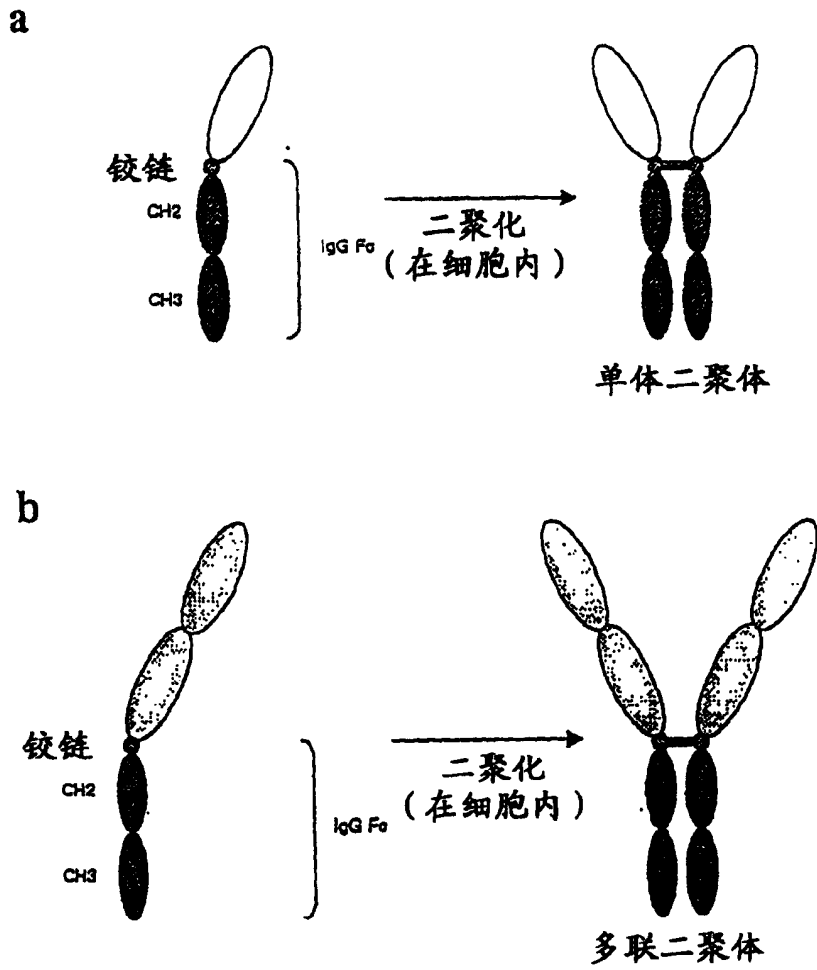 a
铰链
CH2
IgG Fc
二聚化
(在细胞内)
CH3
单体二聚体
b
铰链
CH2
二聚化
(在细胞内)
IgG Fc
CH3
多联二聚体